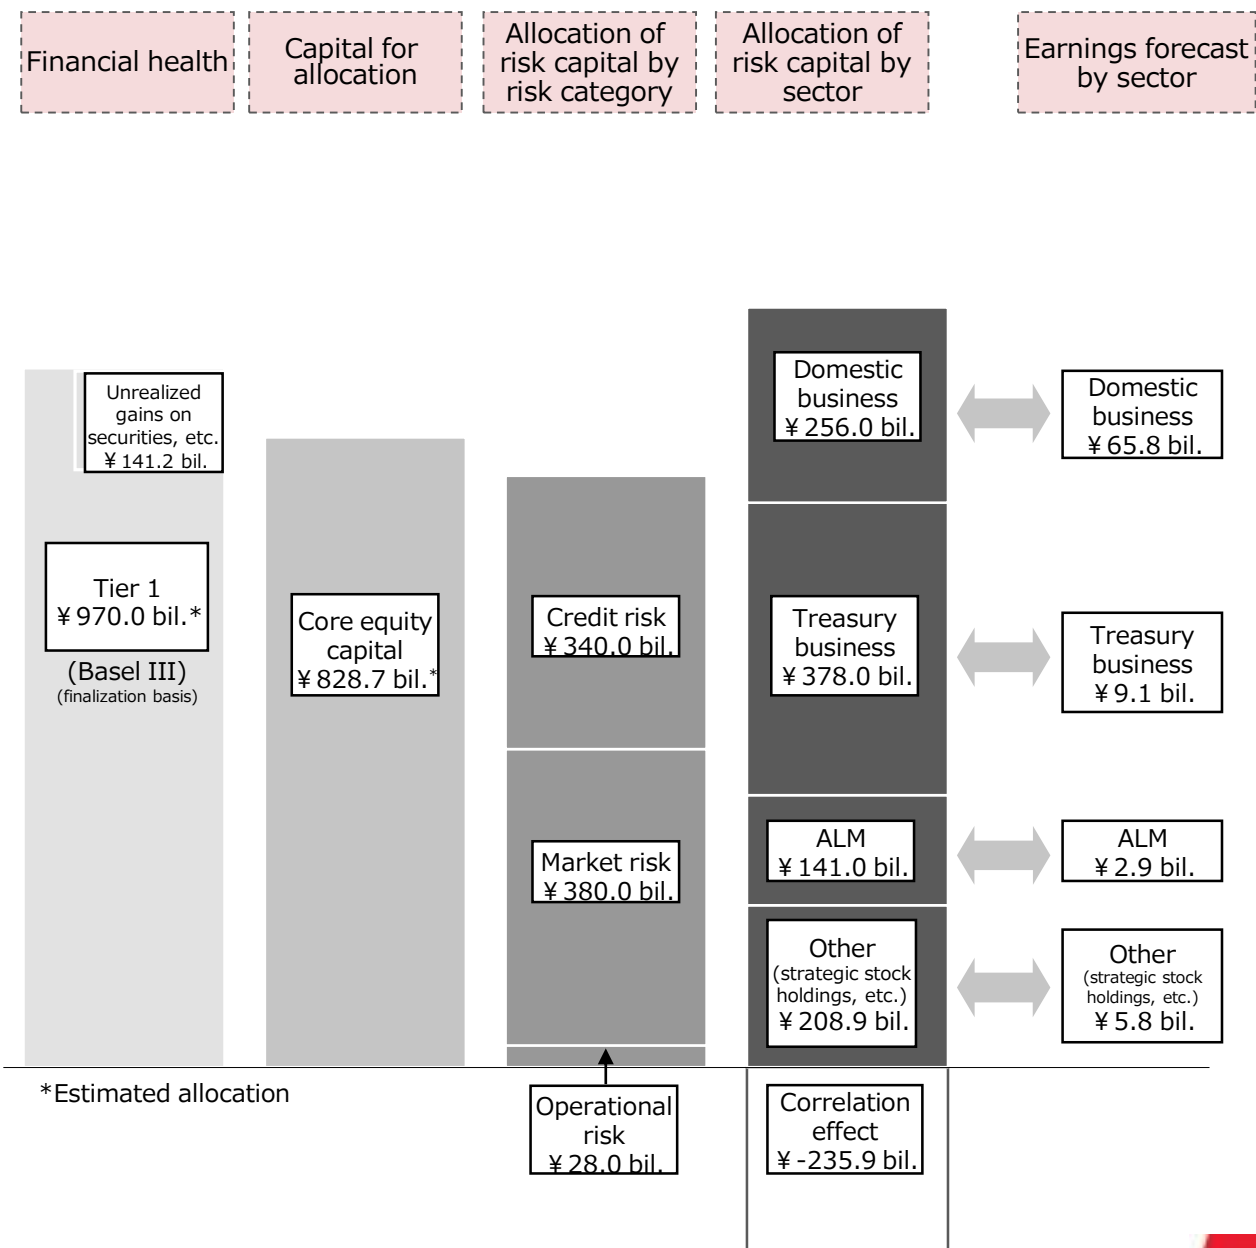 Financial health
Capital for
allocation
Allocation of
risk capital by
risk category
Allocation of
risk capital by
sector
Earnings forecast
by sector
Unrealized
gains on
securities, etc.
¥ 141.2 bil.
Tier 1
¥ 970.0 bil.*
(Basel III)
(finalization basis)
Core equity
capital
¥ 828.7 bil.*
Credit risk
¥ 340.0 bil.
Market risk
¥ 380.0 bil.
Operational
risk
¥ 28.0 bil.
Domestic
business
¥ 256.0 bil.
Treasury
business
¥ 378.0 bil.
ALM
¥ 141.0 bil.
Other
(strategic stock
holdings, etc.)
¥ 208.9 bil.
Correlation
effect
¥ -235.9 bil.
Domestic
business
¥ 65.8 bil.
Treasury
business
¥ 9.1 bil.
ALM
¥ 2.9 bil.
Other
(strategic stock
holdings, etc.)
¥ 5.8 bil.
*Estimated allocation